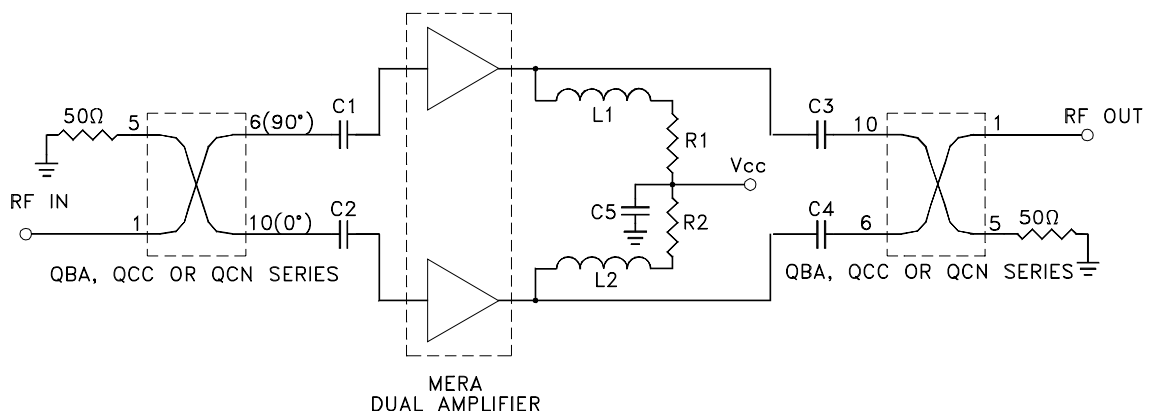 50Ω
5
6(90°)
C1
RF IN
1
10(0°)
C2
QBA, QCC OR QCN SERIES
L1
R1
Vcc
C5
R2
L2
C3
10
1
RF OUT
C4
6
5
50Ω
QBA, QCC OR QCN SERIES
MERA
DUAL AMPLIFIER